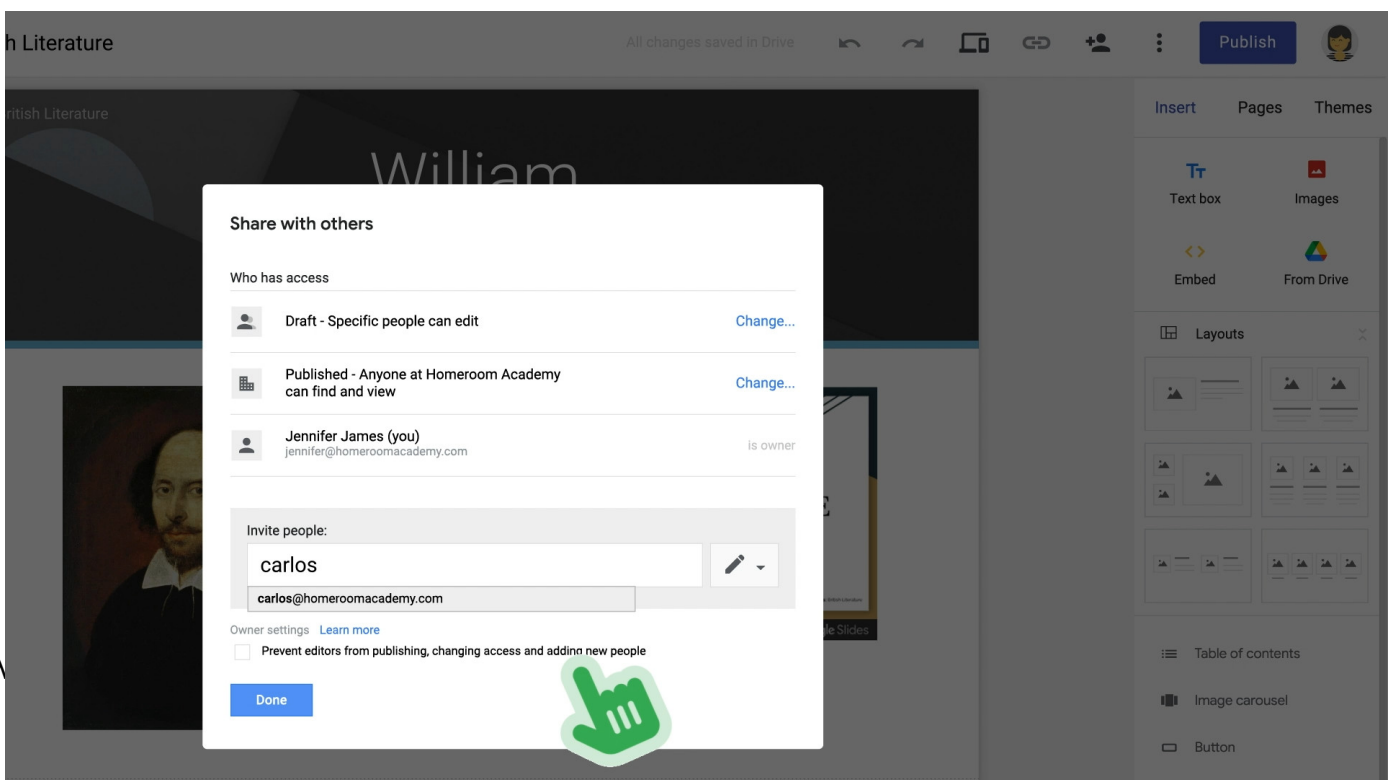 h Literature
All changes saved in Drive
Publish
ritish Literature
William
Insert Pages Themes
Text box Images
Embed From Drive
Layouts
Table of contents
Image carousel
Button
Share with others
Who has access
Draft - Specific people can edit Change...
Published - Anyone at Homeroom Academy
can find and view Change...
Jennifer James (you) is owner
jennifer@homeroomacademy.com
Invite people:
carlos
carlos@homeroomacademy.com
Owner settings Learn more
Prevent editors from publishing, changing access and adding new people
Done
gle Slides